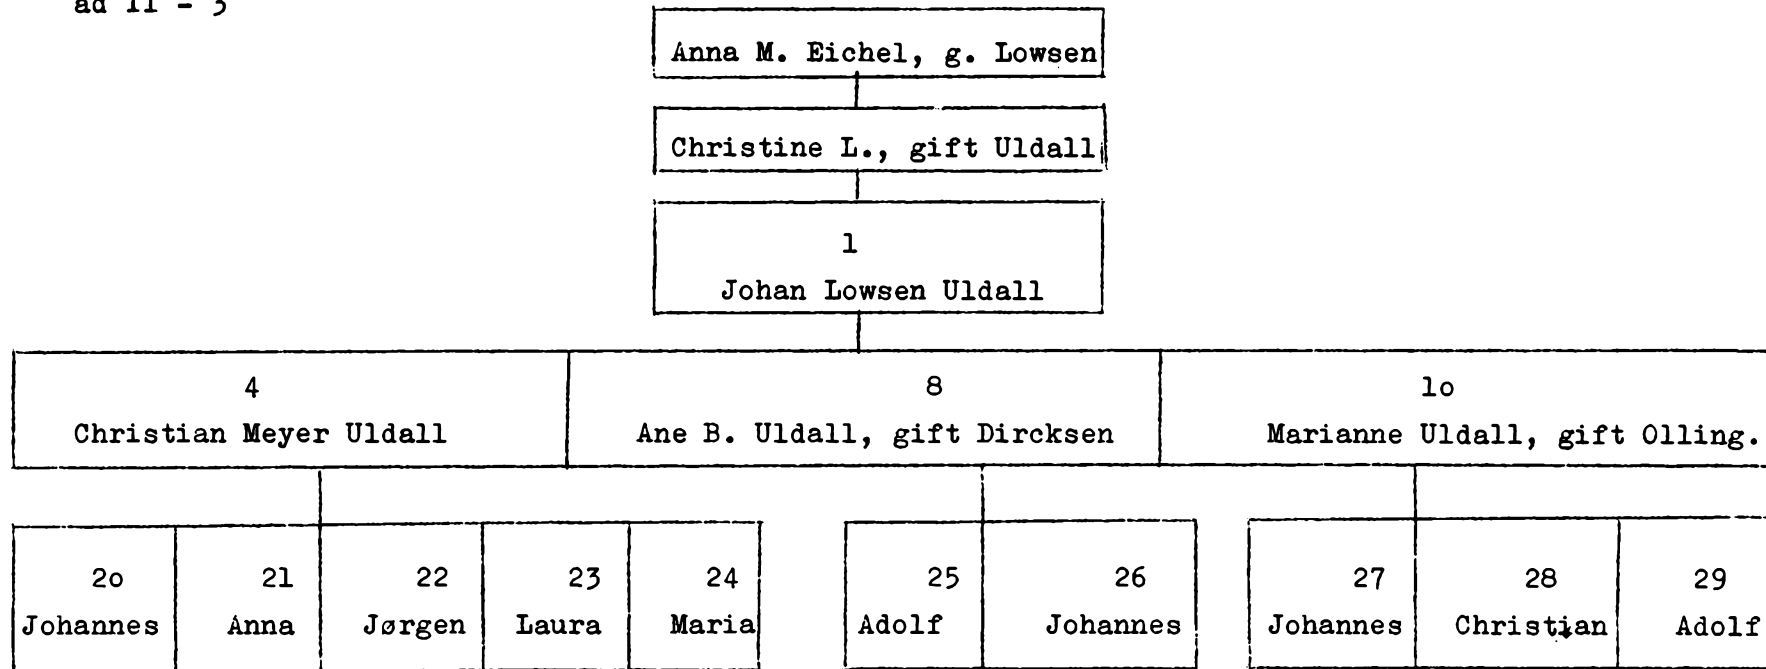 ad II - 3
Anna M. Eichel, g. Lowsen
Christine L., gift Uldall
1
Johan Lowsen Uldall
4 8 1o
Christian Meyer Uldall Ane B. Uldall, gift Dircksen Marianne Uldall, gift Olling.
2o 21 22 23 24 25 26 27 28 29
Johannes Anna Jørgen Laura Maria Adolf Johannes Johannes Christian Adolf